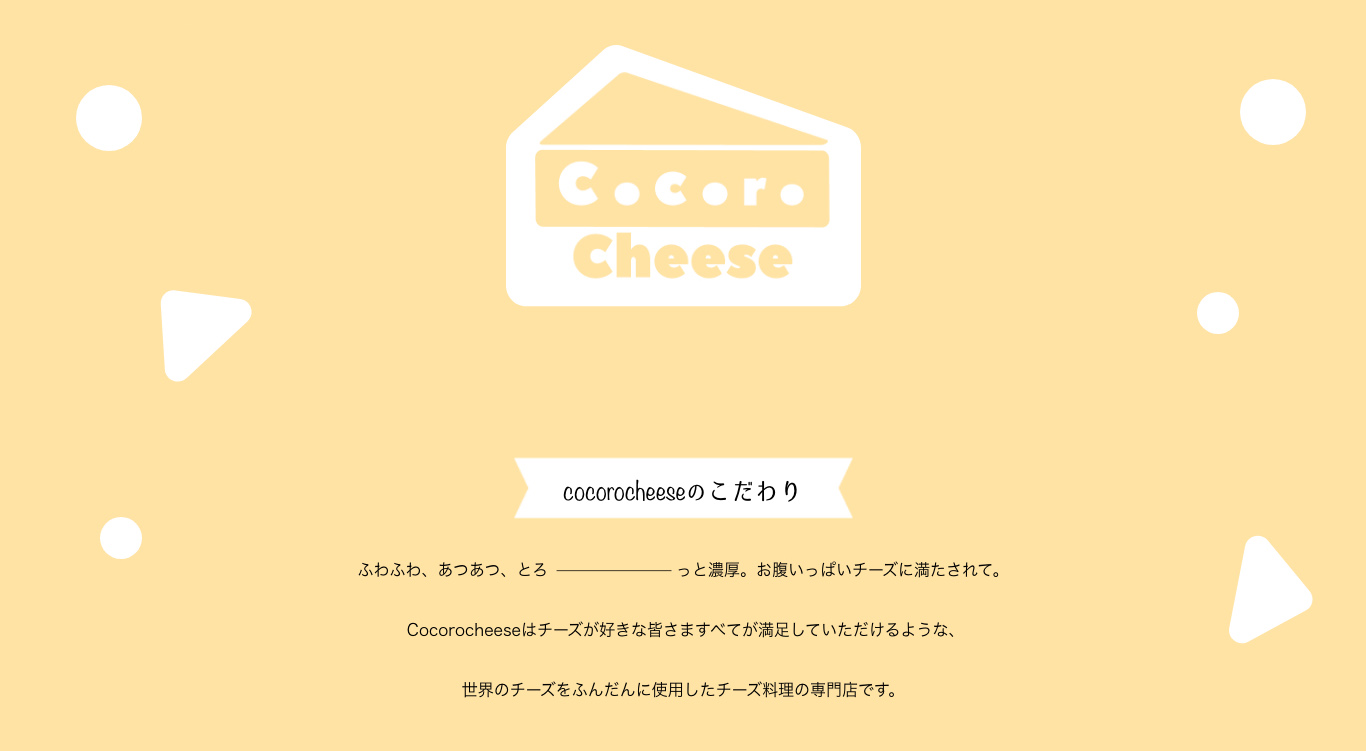 Cocoro
Cheese
cocorocheeseのこだわり
ふわふわ、あつあつ、とろ ――――――― っと濃厚。お腹いっぱいチーズに満たされて。
Cocorocheeseはチーズが好きな皆さますべてが満足していただけるような、
世界のチーズをふんだんに使用したチーズ料理の専門店です。